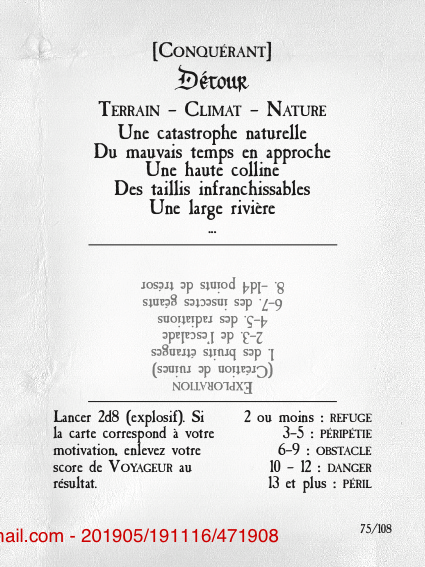 [Conquérant]
Détour
Terrain – Climat – Nature
Une catastrophe naturelle
Du mauvais temps en approche
Une haute colline
Des taillis infranchissables
Une large rivière
...
Exploration
(Création de ruines)
1. des bruits étranges
2-3. de l'escalade
4-5. des radiations
6-7. des insectes géants
8. -1d4 points de trésor
Lancer 2d8 (explosif). Si
la carte correspond à votre
motivation, enlevez votre
score de Voyageur au
résultat.
2 ou moins : refuge
3-5 : péripétie
6-9 : obstacle
10 - 12 : danger
13 et plus : péril
75/108
nail.com - 201905/191116/471908